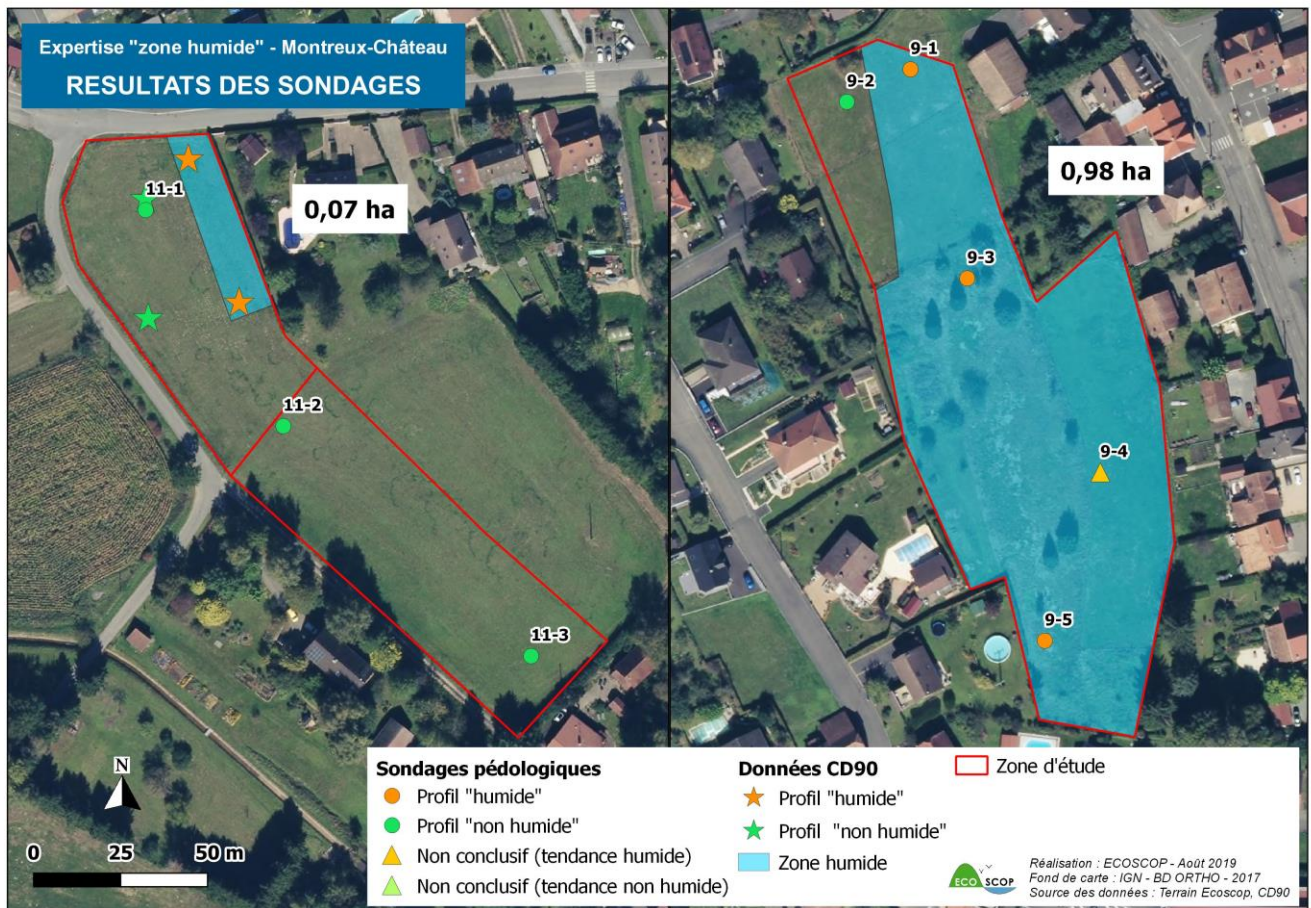 Expertise "zone humide" - Montreux-Château
RESULTATS DES SONDAGES
11-1
0,07 ha
11-2
11-3
9-1
9-2
0,98 ha
9-3
9-4
9-5
N
0 25 50 m
Sondages pédologiques
Profil "humide"
Profil "non humide"
Non conclusif (tendance humide)
Non conclusif (tendance non humide)
Données CD90
Profil "humide"
Profil "non humide"
Zone humide
Zone d'étude
ECO SCOP
Réalisation : ECOSCOP - Août 2019
Fond de carte : IGN - BD ORTHO - 2017
Source des données : Terrain Ecoscop, CD90